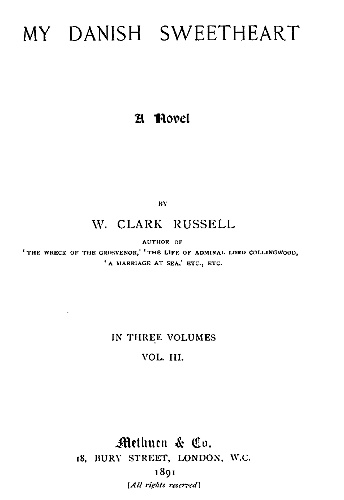 MY DANISH SWEETHEART
A Novel
BY
W. CLARK RUSSELL
AUTHOR OF
'THE WRECK OF THE GROSVENOR,' 'THE LIFE OF ADMIRAL LORD COLLINGWOOD,
'A MARRIAGE AT SEA,' ETC., ETC.
IN THREE VOLUMES
VOL. III.
Methuen & Co.
18, BURY STREET, LONDON, W.C.
1891
[All rights reserved]